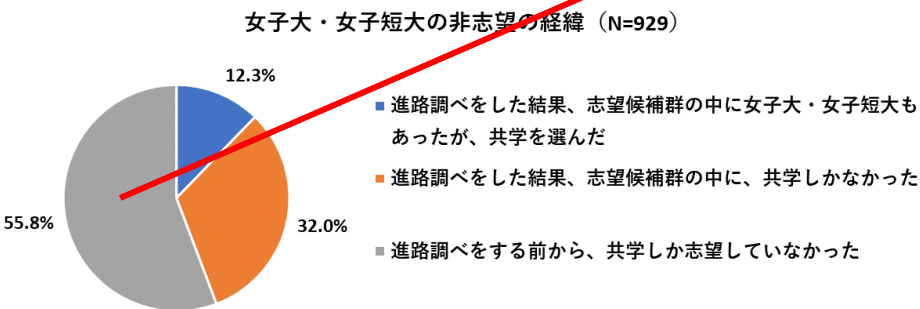 女子大・女子短大の非志望の経緯（N=929）
12.3%
進路調べをした結果、志望候補群の中に女子大・女子短大も
あったが、共学を選んだ
進路調べをした結果、志望候補群の中に、共学しかなかった
55.8%
32.0%
進路調べをする前から、共学しか志望していなかった